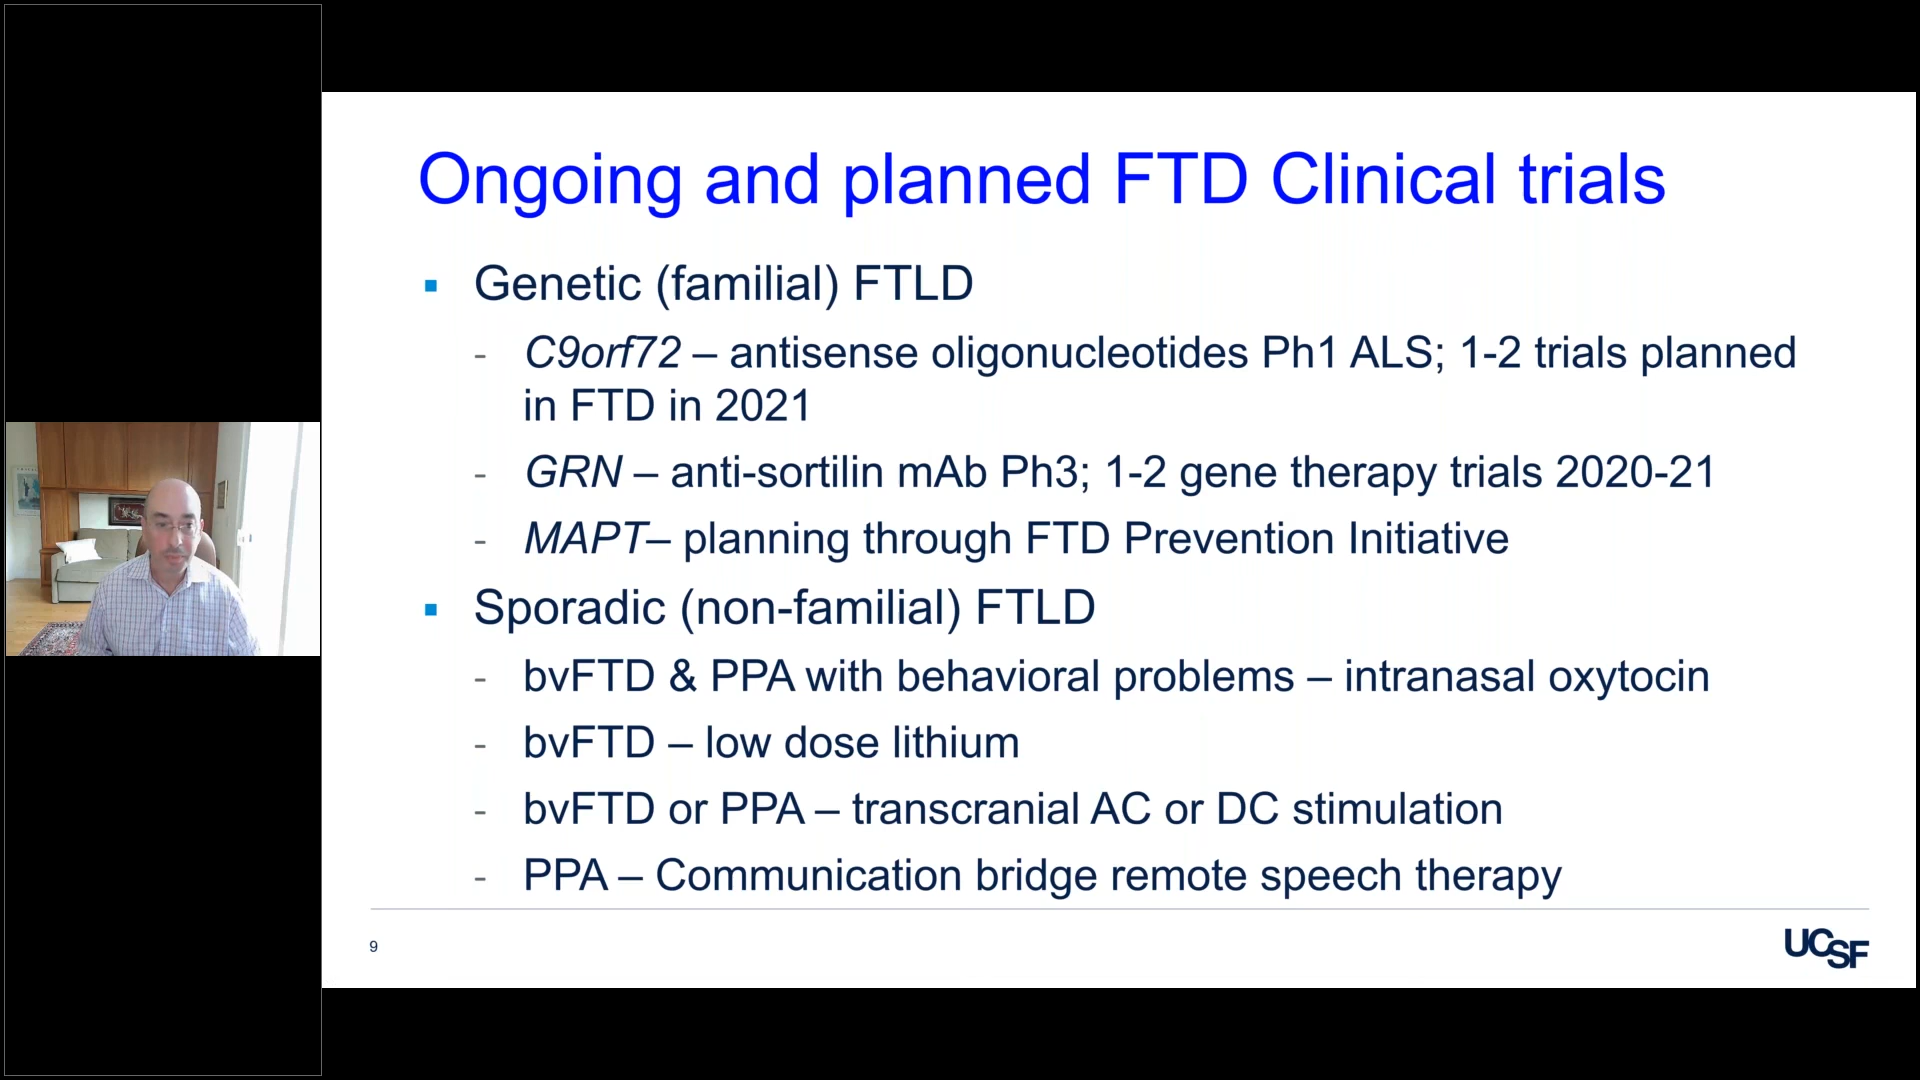 Ongoing and planned FTD Clinical trials
▪ Genetic (familial) FTLD
- C9orf72 – antisense oligonucleotides Ph1 ALS; 1-2 trials planned
in FTD in 2021
- GRN – anti-sortilin mAb Ph3; 1-2 gene therapy trials 2020-21
- MAPT– planning through FTD Prevention Initiative
▪ Sporadic (non-familial) FTLD
- bvFTD & PPA with behavioral problems – intranasal oxytocin
- bvFTD – low dose lithium
- bvFTD or PPA – transcranial AC or DC stimulation
- PPA – Communication bridge remote speech therapy
9
UCSF